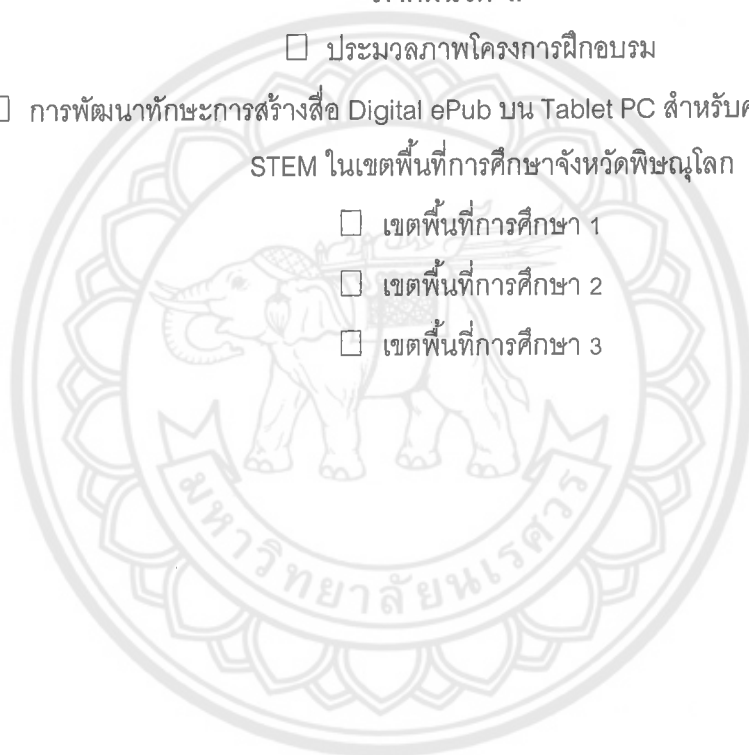 ☐ ประมวลภาพโครงการฝึกอบรม
☐ การพัฒนาทักษะการสร้างสื่อ Digital ePub บน Tablet PC สำหรับ
STEM ในเขตพื้นที่การศึกษาจังหวัดพิษณุโลก
☐ เขตพื้นที่การศึกษา 1
☐ เขตพื้นที่การศึกษา 2
☐ เขตพื้นที่การศึกษา 3
มหาวิทยาลัยนเรศวร